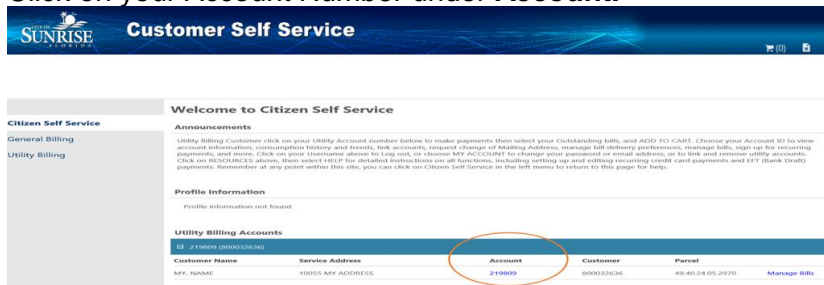 Click on your Account Number under Account.
CITY OF
SUNRISE
FLORIDA
Customer Self Service
(0)
Welcome to Citizen Self Service
Citizen Self Service
General Billing
Utility Billing
Announcements
Utility Billing Customer click on your Utility Account number below to make payments then select your Outstanding bills, and ADD TO CART. Choose your Account ID to view
account information, consumption history and trends, link accounts, request change of Mailing Address, manage bill delivery preferences, manage bills, sign up for recurring
payments, and more. Click on your Username above to Log out, or choose MY ACCOUNT to change your password or email address, or to link and remove utility accounts.
Click on RESOURCES above, then select HELP for detailed instructions on all functions, including setting up and editing recurring credit card payments and EFT (Bank Draft)
payments. Remember at any point within this site, you can click on Citizen Self Service in the left menu to return to this page for help.
Profile Information
Profile information not found.
Utility Billing Accounts
219809 (800032636)
Customer Name Service Address Account Customer Parcel
MY, NAME 10055 MY ADDRESS 219809 800032636 49.40.24.05.2970 Manage Bills